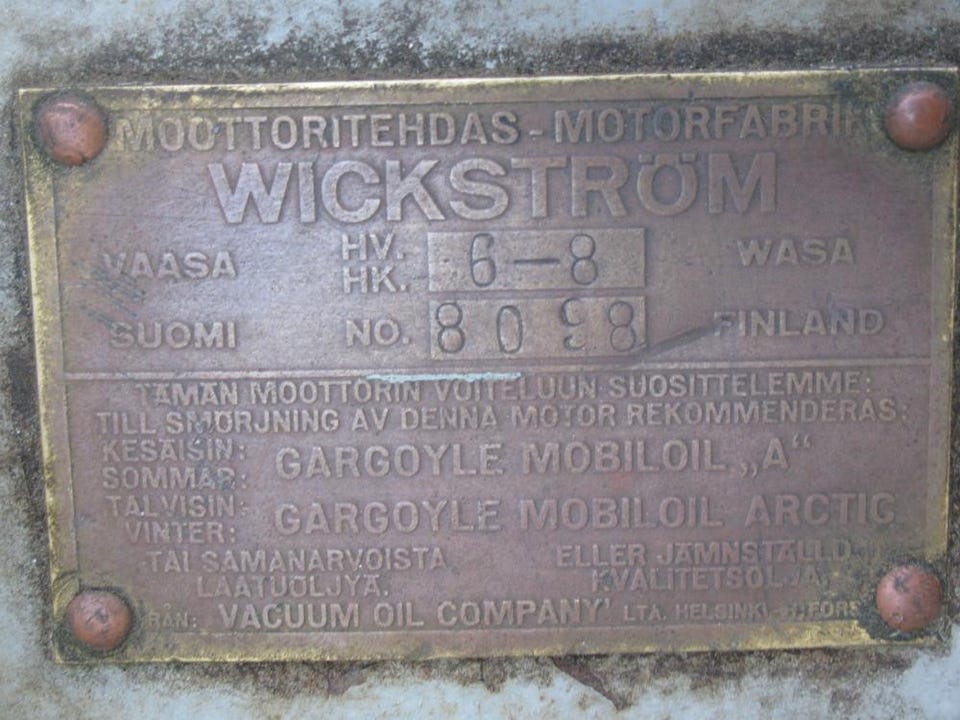 MOOTTORITEHDAS - MOTORFABRIK
WICKSTRÖM
VAASA HV. HK. 6-8 WASA
SUOMI NO. 8098 FINLAND
TÄMÄN MOOTTORIN VOITELUUN SUOSITTELEMME:
TILL SMÖRJNING AV DENNA MOTOR REKOMMENDERAS:
KESÄISIN:
SOMMAR: GARGOYLE MOBILOIL „A“
TALVISIN:
VINTER: GARGOYLE MOBILOIL ARCTIC
TAI SAMANARVOISTA ELLER JÄMNSTÄLLD
LAATUÖLJYÄ. KVALITETSOLJA.
FRÅN: VACUUM OIL COMPANY' LTA. HELSINKI-H:FORS